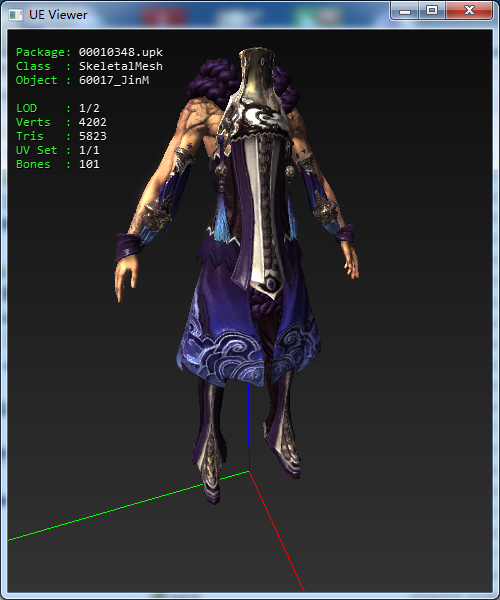 UE Viewer
Package: 00010348.upk
Class  : SkeletalMesh
Object : 60017_JinM
LOD    : 1/2
Verts  : 4202
Tris   : 5823
UV Set : 1/1
Bones  : 101